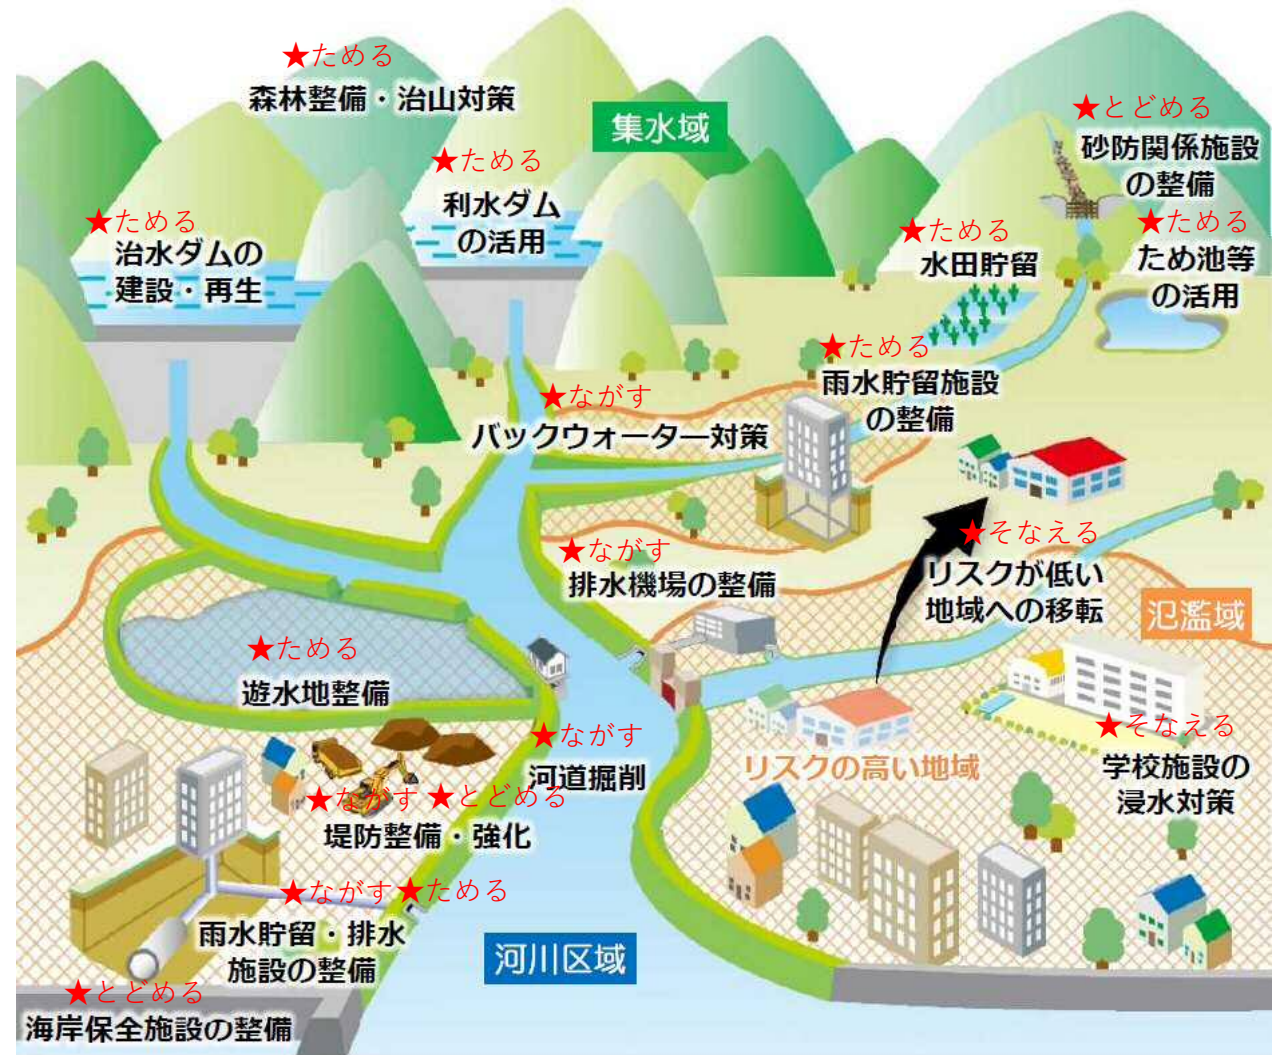 ★ためる
森林整備・治山対策
集水域
★とどめる
砂防関係施設
の整備
★ためる
利水ダム
の活用
★ためる
治水ダムの
建設・再生
★ためる
水田貯留
★ためる
ため池等
の活用
★ためる
雨水貯留施設
の整備
★ながす
バックウォーター対策
★ながす
排水機場の整備
★そなえる
リスクが低い
地域への移転
氾濫域
★ためる
遊水地整備
★ながす
河道掘削
リスクの高い地域
★そなえる
学校施設の
浸水対策
★ながす ★とどめる
堤防整備・強化
★ながす ★ためる
雨水貯留・排水
施設の整備
河川区域
★とどめる
海岸保全施設の整備